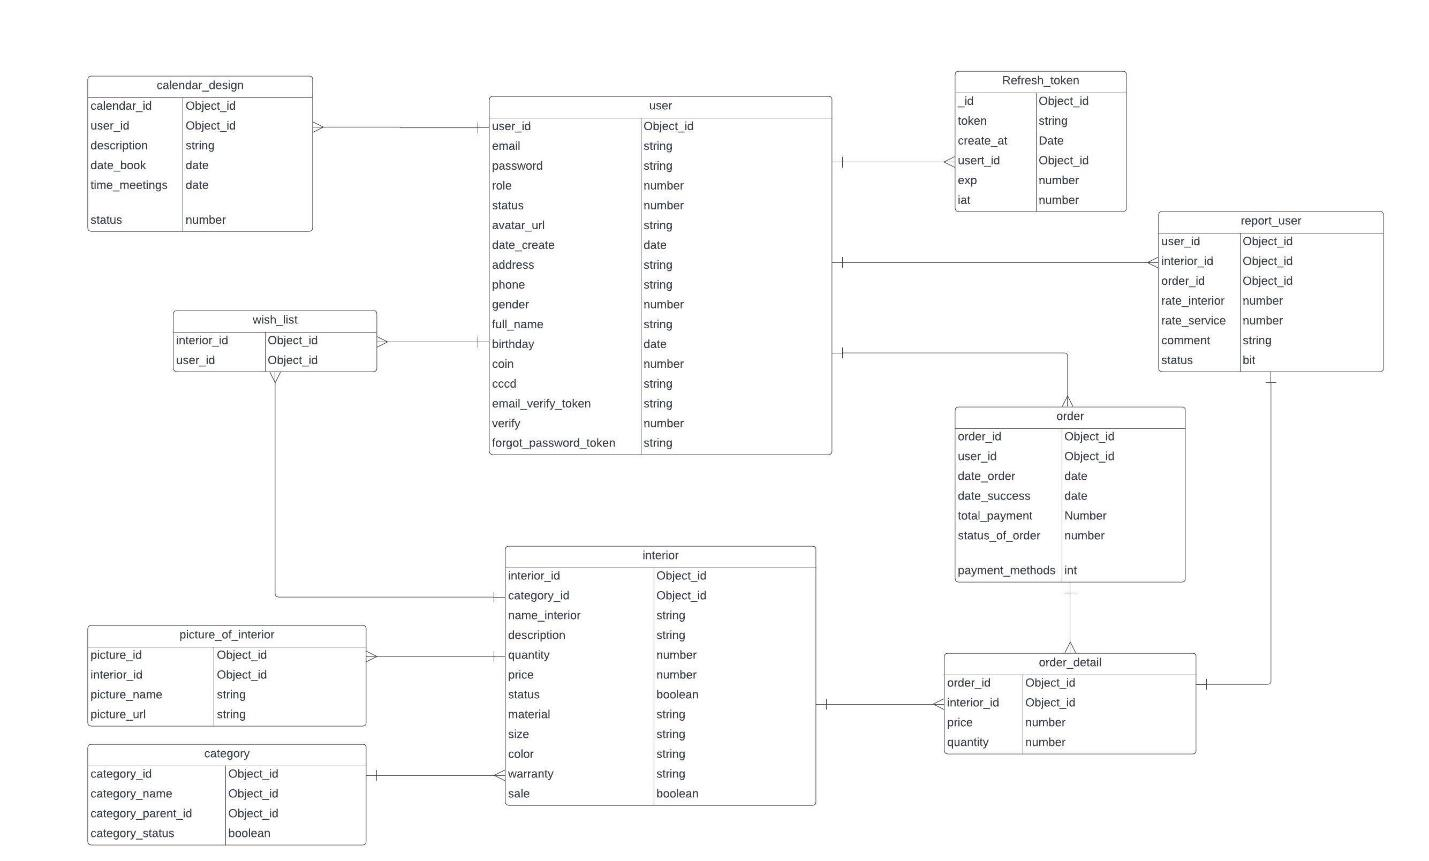 calendar_design
calendar_id Object_id
user_id Object_id
description string
date_book date
time_meetings date
status number
user
user_id Object_id
email string
password string
role number
status number
avatar_url string
date_create date
address string
phone string
gender number
full_name string
birthday date
coin number
cccd string
email_verify_token string
verify number
forgot_password_token string
Refresh_token
_id Object_id
token string
create_at Date
usert_id Object_id
exp number
iat number
report_user
user_id Object_id
interior_id Object_id
order_id Object_id
rate_interior number
rate_service number
comment string
status bit
wish_list
interior_id Object_id
user_id Object_id
order
order_id Object_id
user_id Object_id
date_order date
date_success date
total_payment Number
status_of_order number
payment_methods int
interior
interior_id Object_id
category_id Object_id
name_interior string
description string
quantity number
price number
status boolean
material string
size string
color string
warranty string
sale boolean
picture_of_interior
picture_id Object_id
interior_id Object_id
picture_name string
picture_url string
order_detail
order_id Object_id
interior_id Object_id
price number
quantity number
category
category_id Object_id
category_name Object_id
category_parent_id Object_id
category_status boolean